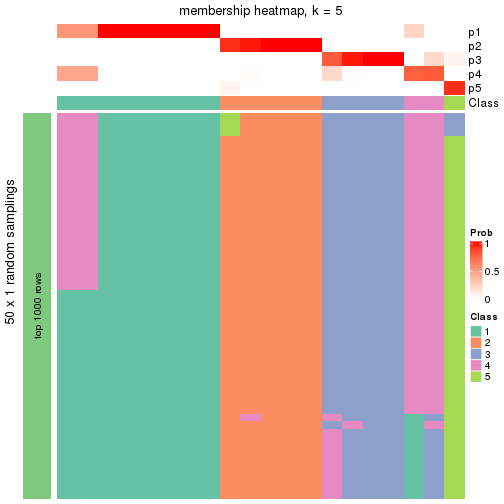 membership heatmap, k = 5
p1
p2
p3
p4
p5
Class
50 x 1 random samplings
top 1000 rows
Prob
1
0.5
0
Class
1
2
3
4
5